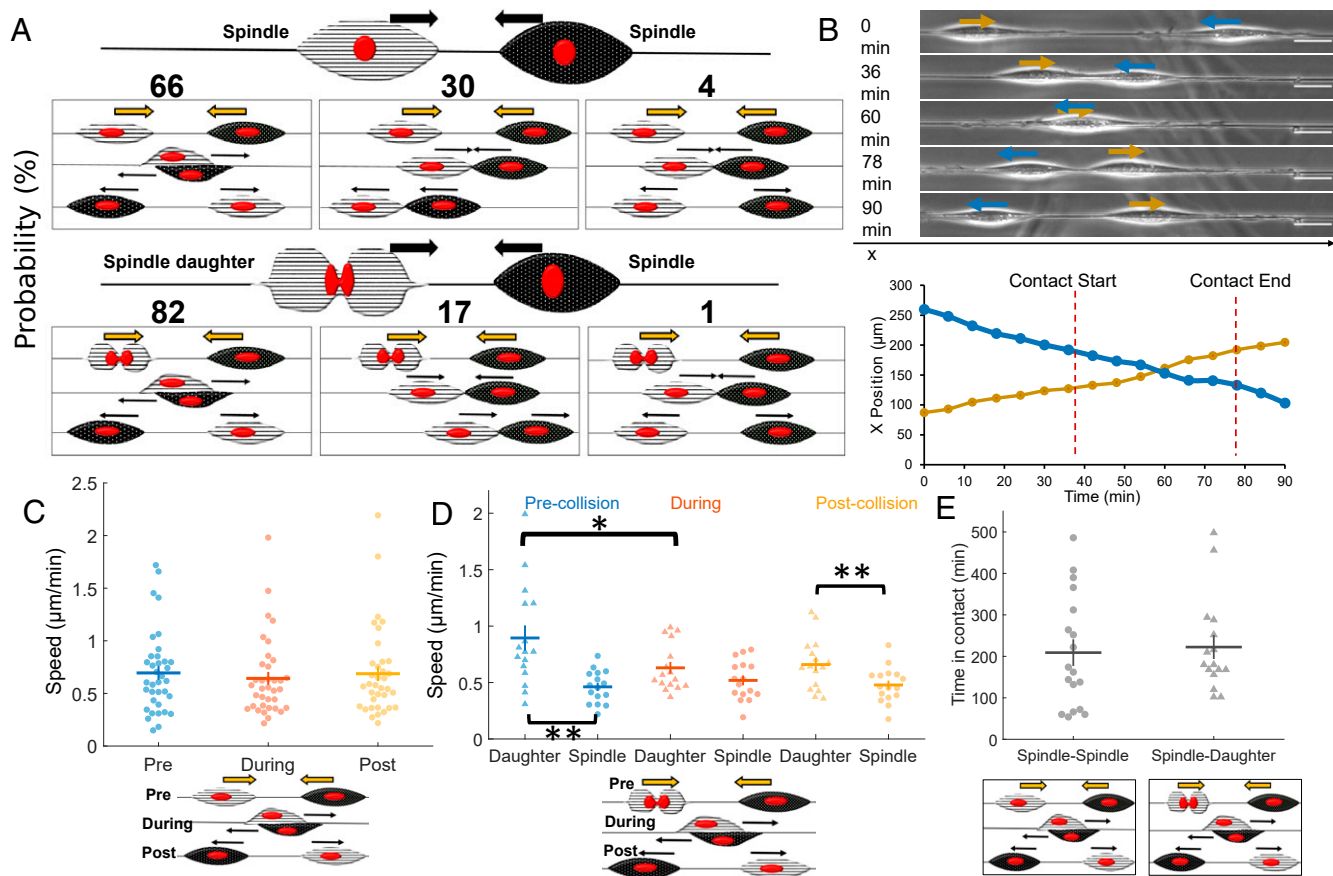 A
Spindle
Spindle
66
30
4
Probability (%)
Spindle daughter
Spindle
82
17
1
B
0
min
36
min
60
min
78
min
90
min
x
Contact Start
Contact End
300
250
200
150
100
50
0
X Position (µm)
0 10 20 30 40 50 60 70 80 90
Time (min)
C
2.5
2
1.5
1
0.5
0
Speed (µm/min)
Pre During Post
Pre
During
Post
D
Pre-collision During Post-collision
2
1.5
1
0.5
0
Speed (µm/min)
*
**
**
Daughter Spindle Daughter Spindle Daughter Spindle
Pre
During
Post
E
500
400
300
200
100
0
Time in contact (min)
Spindle-Spindle Spindle-Daughter